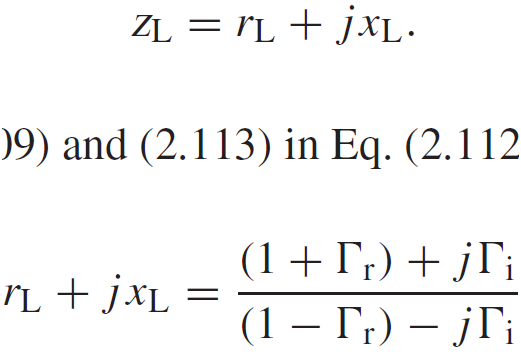 z_L = r_L + jx_L.
9) and (2.113) in Eq. (2.112
r_L + jx_L = \frac{(1 + Γ_r) + jΓ_i}{(1 − Γ_r) − jΓ_i}